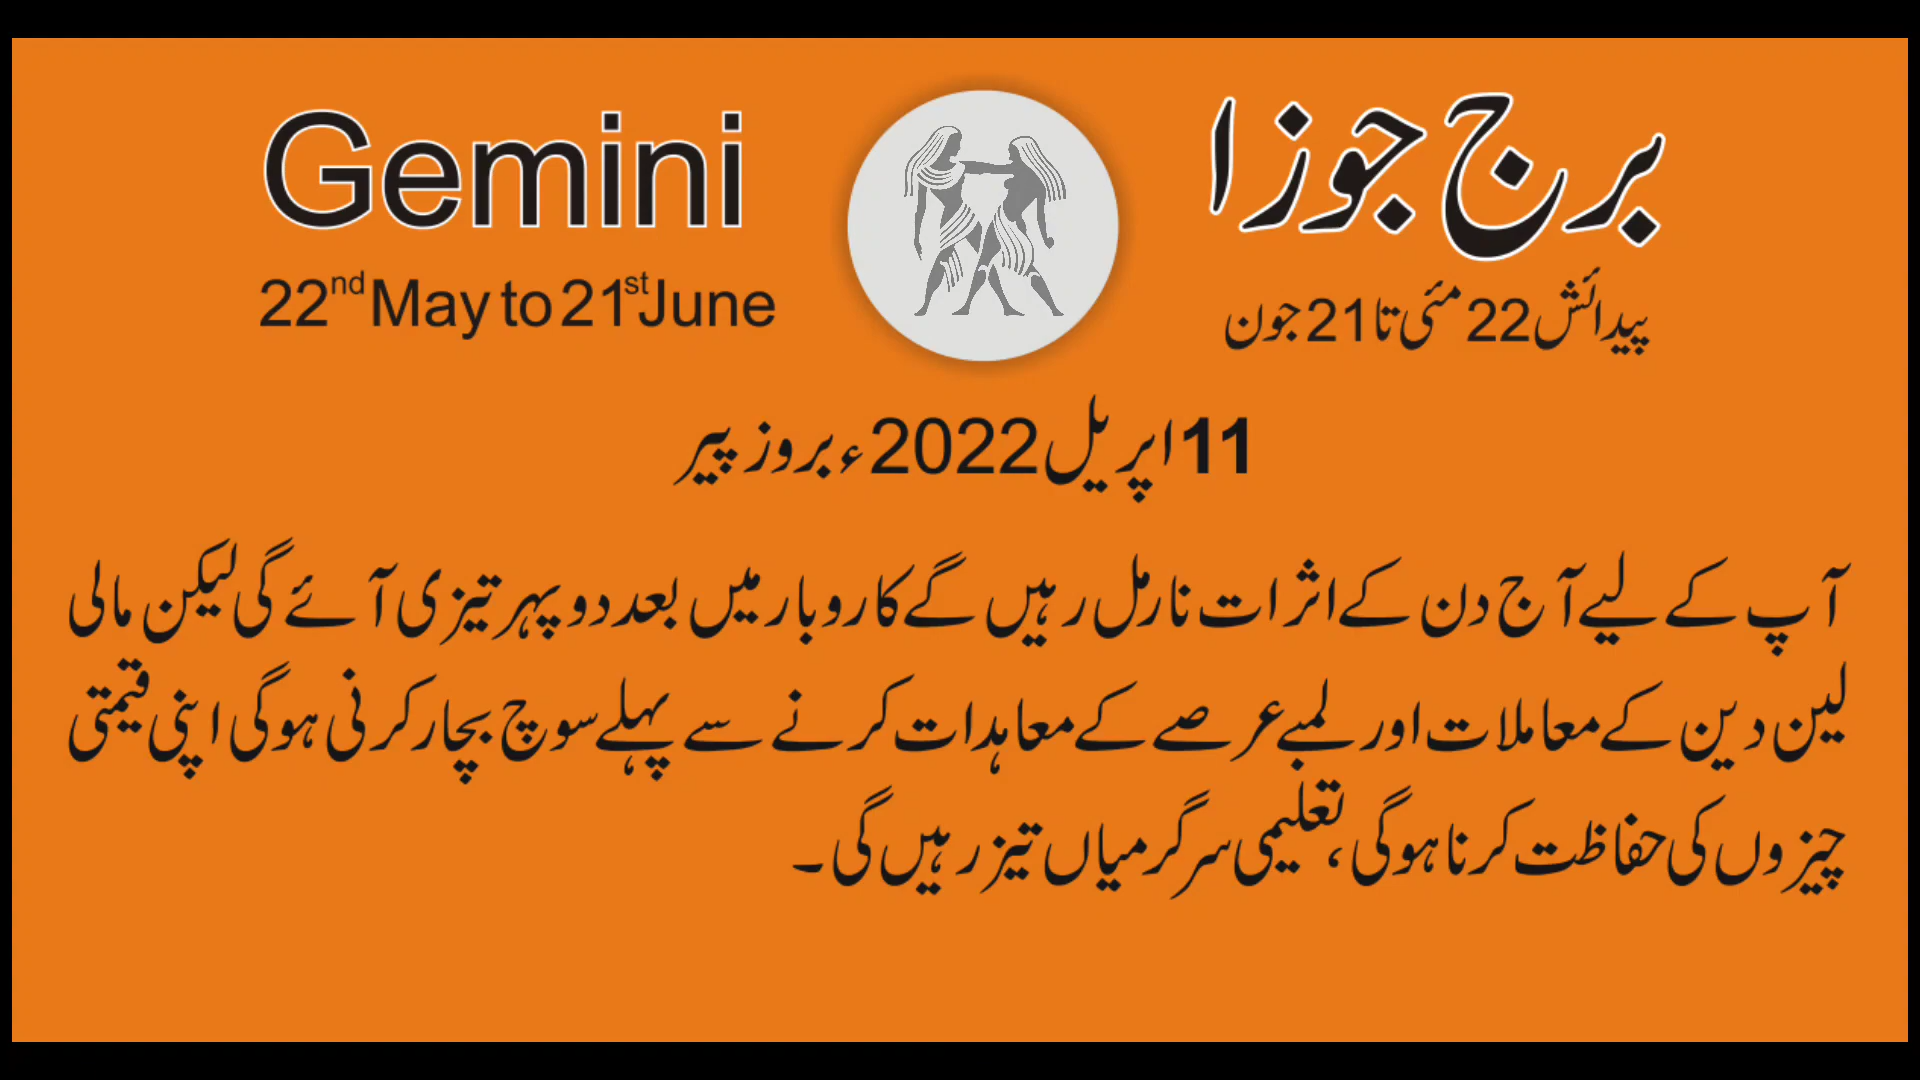 Gemini
برج جوزا
22nd May to 21st June
پیدائش 22 مئی تا 21 جون
11 اپریل 2022ء بروز پیر
آپ کے لیے آج دن کے اثرات نارمل رہیں گے کاروبار میں بعد دوپہر تیزی آئے گی لیکن مالی
لین دین کے معاملات اور لمبے عرصے کے معاہدات کرنے سے پہلے سوچ بچار کرنی ہوگی اپنی قیمتی
چیزوں کی حفاظت کرنا ہوگی، تعلیمی سرگرمیاں تیز رہیں گی۔